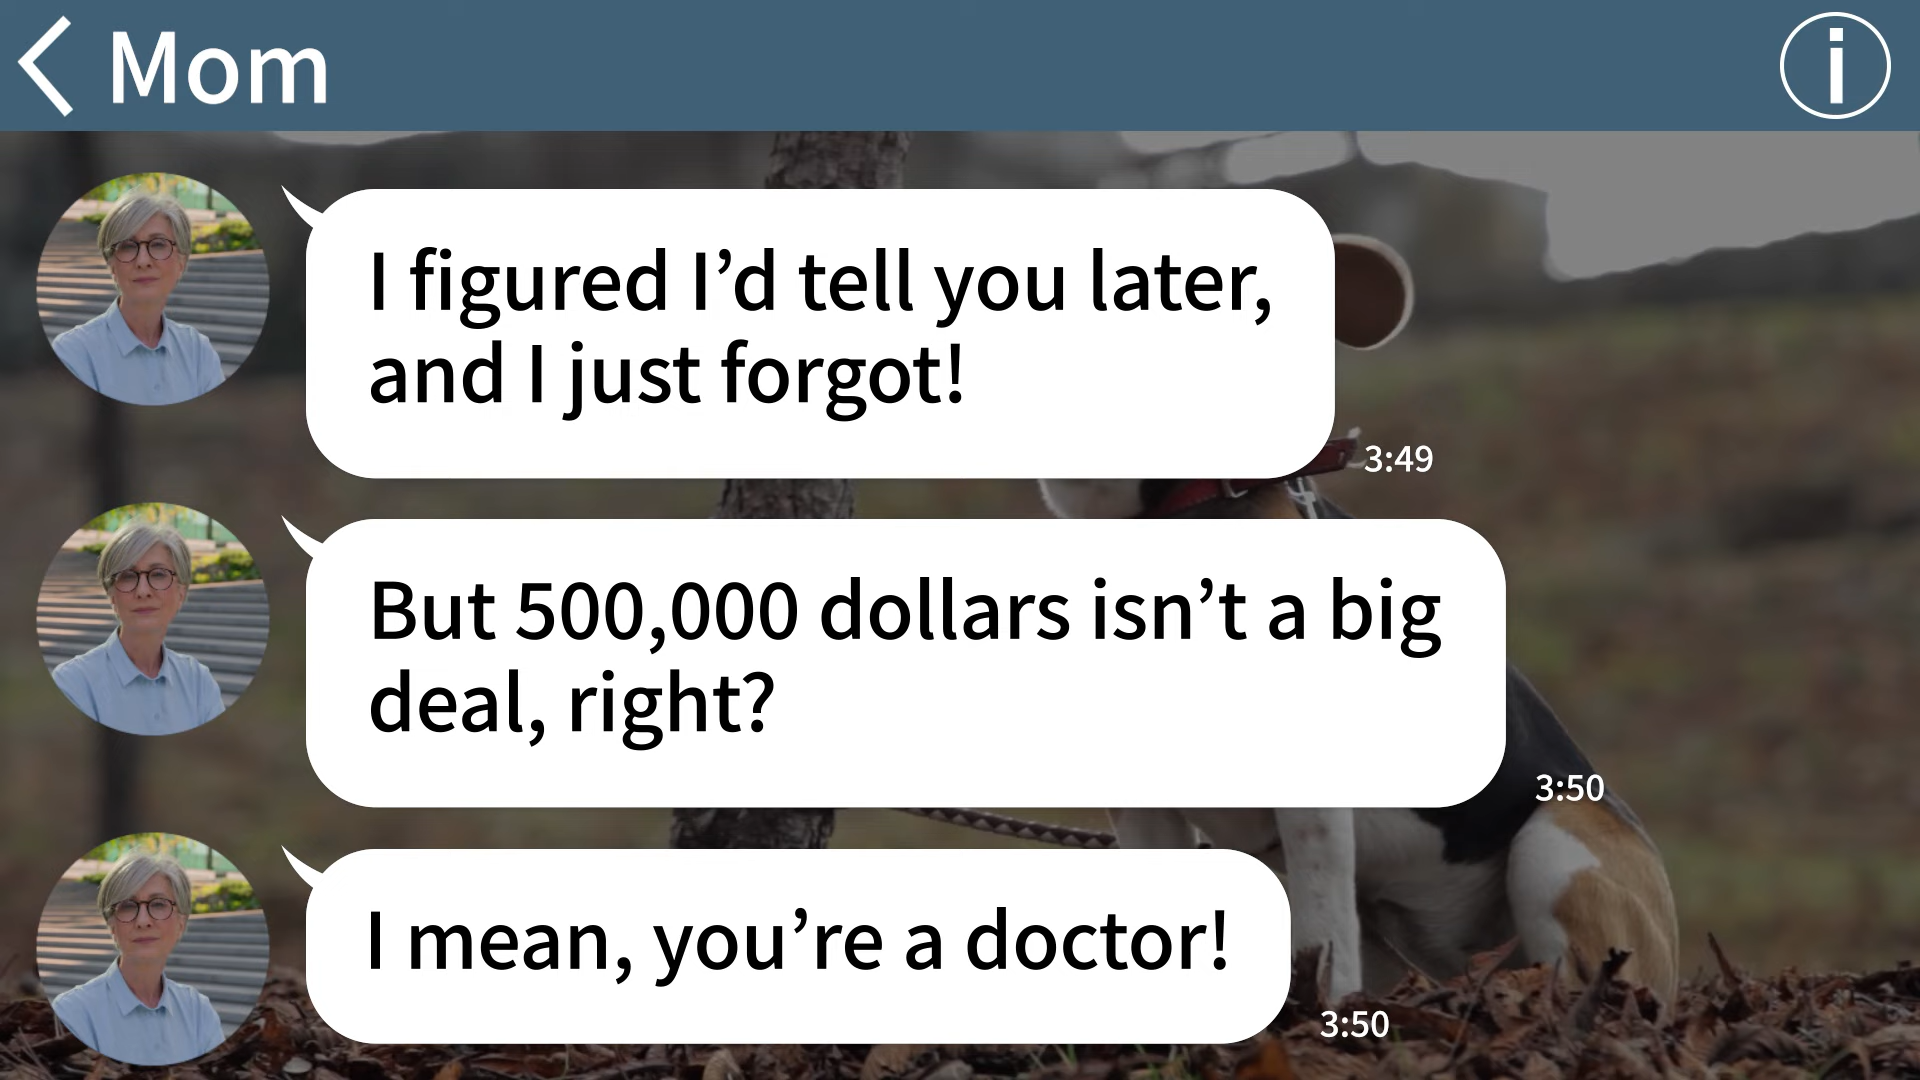 Mom
I figured I’d tell you later,
and I just forgot!
3:49
But 500,000 dollars isn’t a big
deal, right?
3:50
I mean, you’re a doctor!
3:50